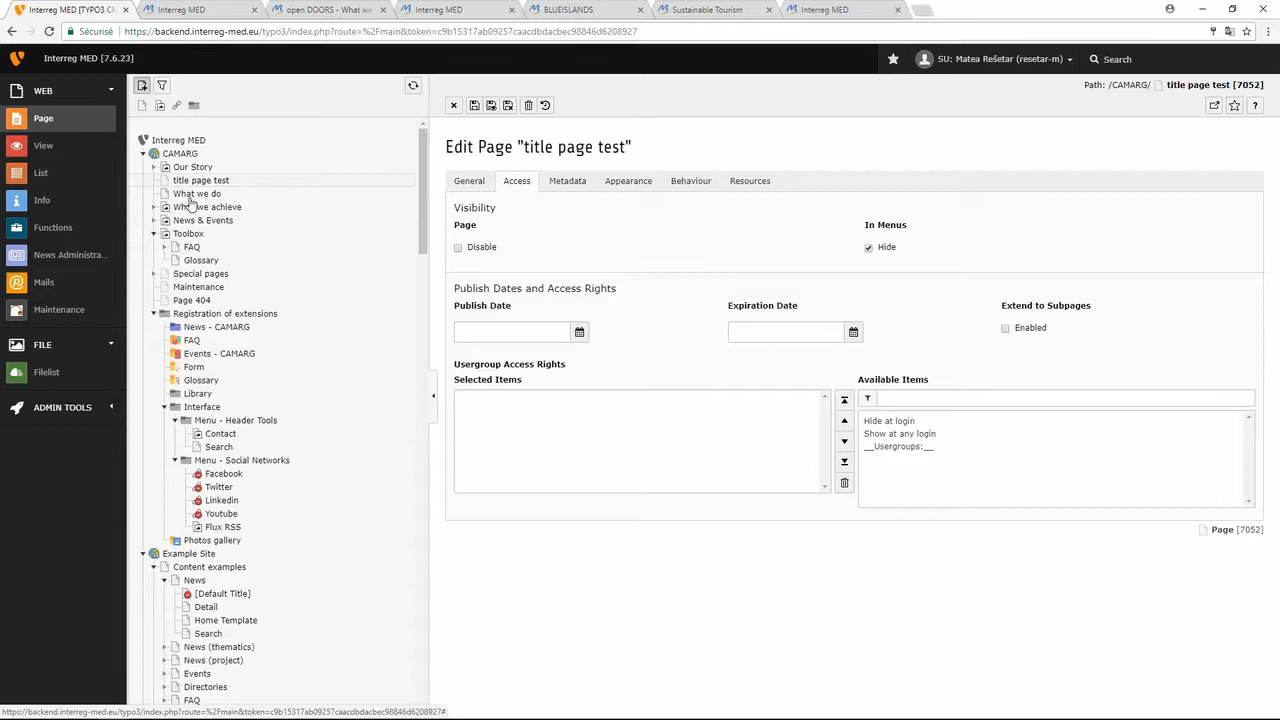 Interreg MED [TYPO3 CM
Interreg MED
open DOORS - What we
Interreg MED
BLUEISLANDS
Sustainable Tourism
Interreg MED
Sécurisé
https://backend.interreg-med.eu/typo3/index.php?route=%2Fmain&token=c9b15317ab09257caacdbdacbec98846d6208927
Interreg MED [7.6.23]
SU: Matea Rešetar (resetar-m)
Search
WEB
Page
View
List
Info
Functions
News Administra...
Mails
Maintenance
FILE
Filelist
ADMIN TOOLS
Interreg MED
CAMARG
Our Story
title page test
What we do
What we achieve
News & Events
Toolbox
FAQ
Glossary
Special pages
Maintenance
Page 404
Registration of extensions
News - CAMARG
FAQ
Events - CAMARG
Form
Glossary
Library
Interface
Menu - Header Tools
Contact
Search
Menu - Social Networks
Facebook
Twitter
Linkedin
Youtube
Flux RSS
Photos gallery
Example Site
Content examples
News
[Default Title]
Detail
Home Template
Search
News (thematics)
News (project)
Events
Directories
FAQ
Path: /CAMARG/ title page test [7052]
Edit Page "title page test"
General
Access
Metadata
Appearance
Behaviour
Resources
Visibility
Page
In Menus
Disable
Hide
Publish Dates and Access Rights
Publish Date
Expiration Date
Extend to Subpages
Enabled
Usergroup Access Rights
Selected Items
Available Items
Hide at login
Show at any login
__Usergroups:__
Page [7052]
https://backend.interreg-med.eu/typo3/index.php?route=%2Fmain&token=c9b15317ab09257caacdbdacbec98846d6208927#